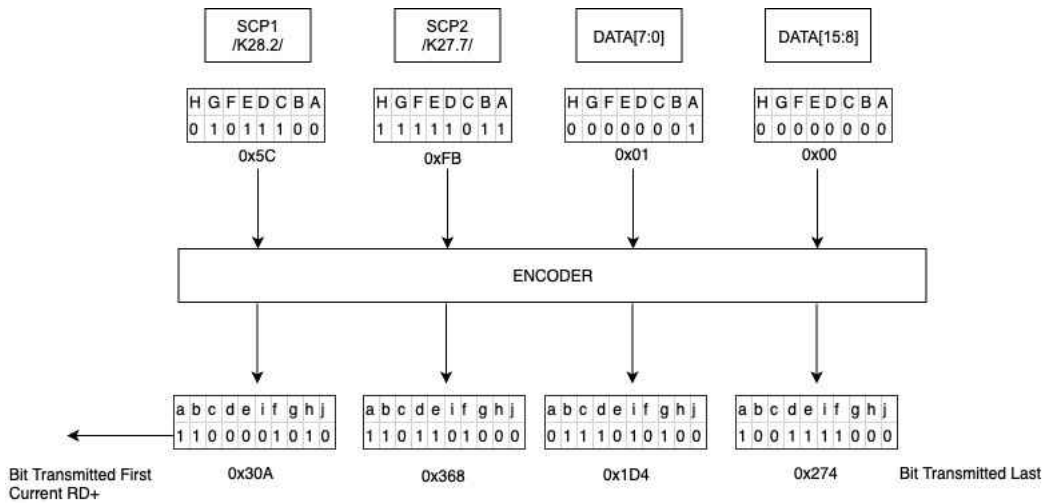 SCP1
/K28.2/
SCP2
/K27.7/
DATA[7:0]
DATA[15:8]
H G F E D C B A
0 1 0 1 1 1 0 0
0x5C
H G F E D C B A
1 1 1 1 1 0 1 1
0xFB
H G F E D C B A
0 0 0 0 0 0 0 1
0x01
H G F E D C B A
0 0 0 0 0 0 0 0
0x00
ENCODER
a b c d e i f g h j
1 1 0 0 0 0 1 0 1 0
0x30A
a b c d e i f g h j
1 1 0 1 1 0 1 0 0 0
0x368
a b c d e i f g h j
0 1 1 1 0 1 0 1 0 0
0x1D4
a b c d e i f g h j
1 0 0 1 1 1 1 0 0 0
0x274
Bit Transmitted First
Current RD+
Bit Transmitted Last